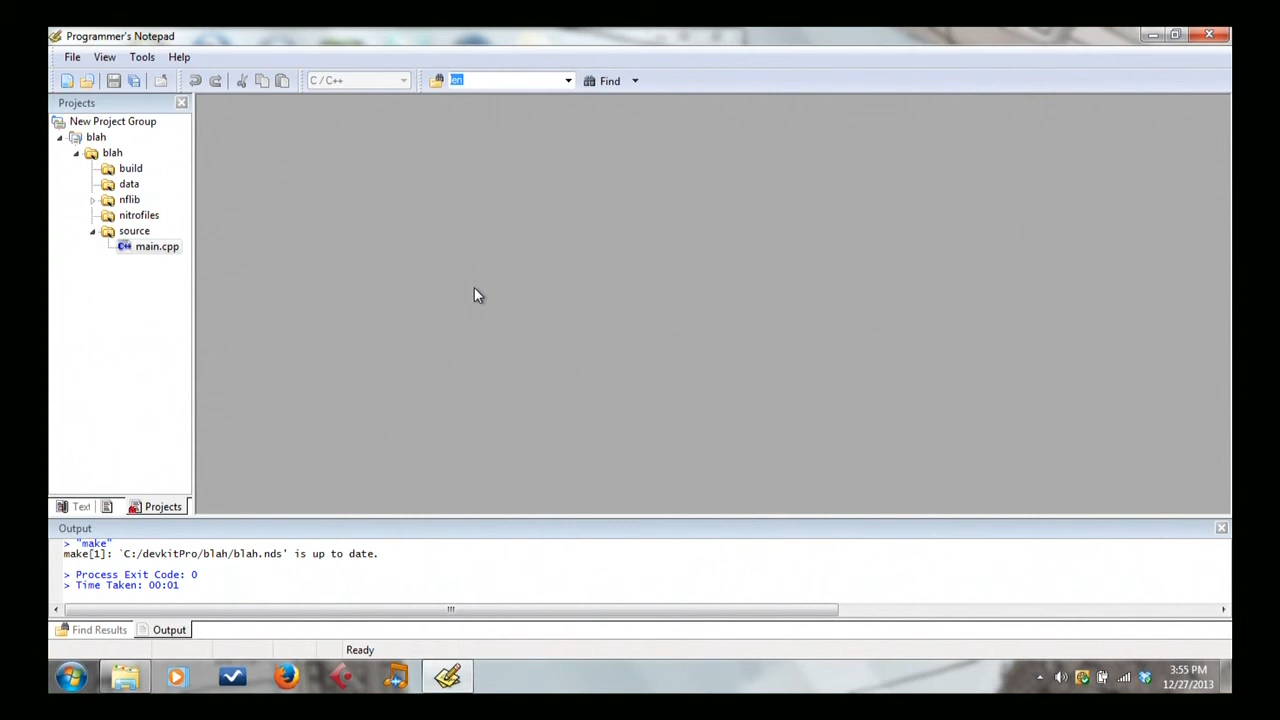 Programmer's Notepad
File View Tools Help
C / C++
en
Find
Projects
New Project Group
blah
blah
build
data
nflib
nitrofiles
source
main.cpp
Text
Projects
Output
> "make"
make[1]: `C:/devkitPro/blah/blah.nds' is up to date.
> Process Exit Code: 0
> Time Taken: 00:01
Find Results
Output
Ready
3:55 PM
12/27/2013